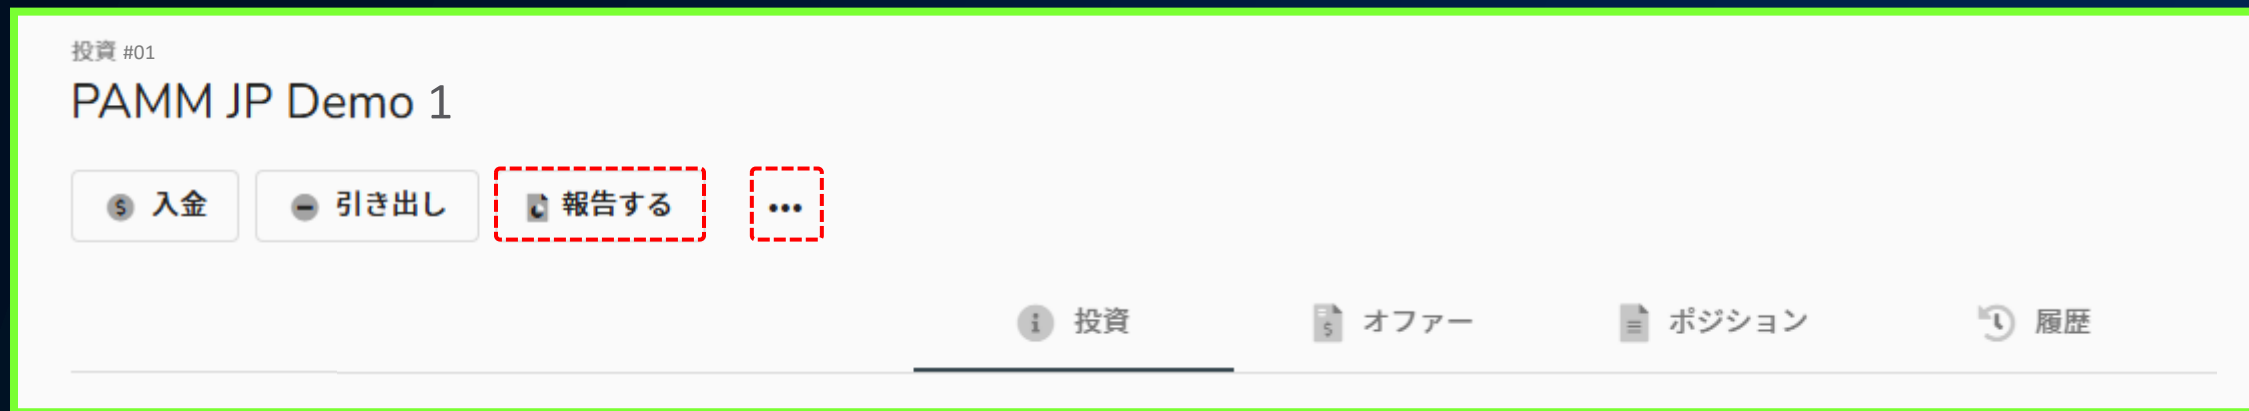 投資 #01
PAMM JP Demo 1
入金 引き出し 報告する •••
投資 オファー ポジション 履歴